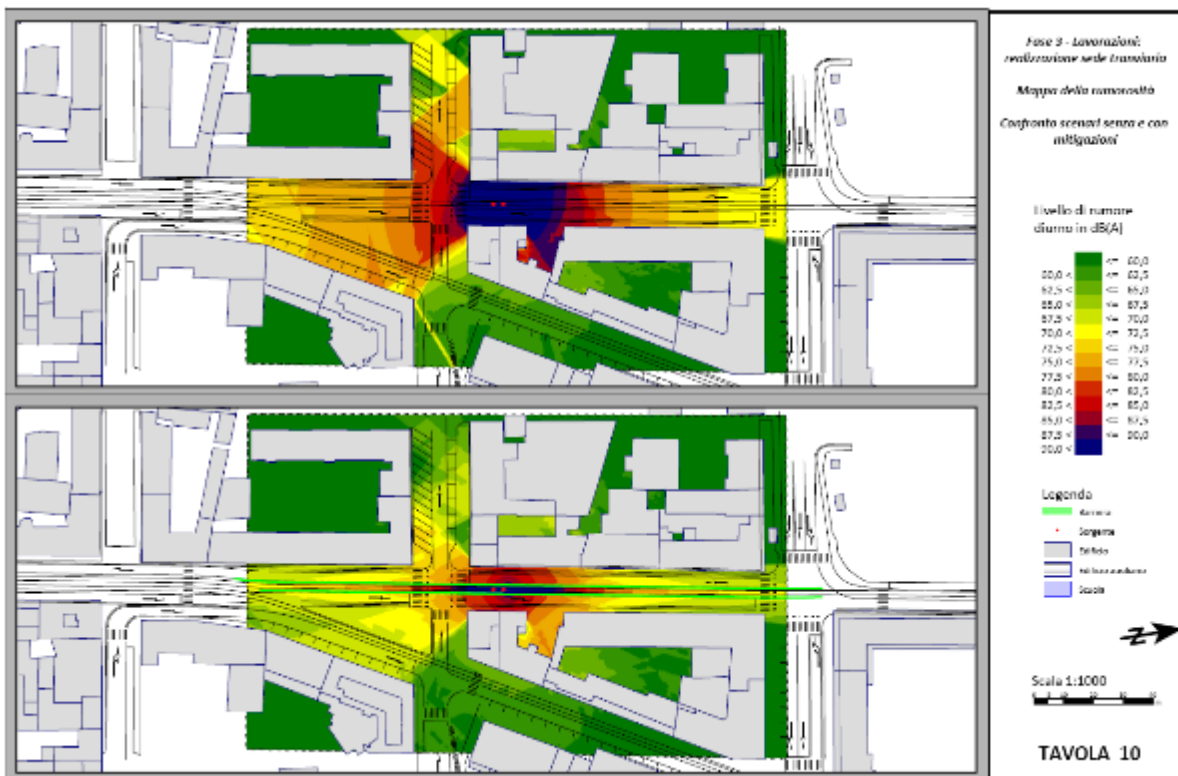 Fase 3 - Lavorazioni:
realizzazione sede tranviaria
Mappa della rumorosità
Confronto scenari senza e con
mitigazioni
Livello di rumore
diurno in dB(A)
<= 60,0
60,0 < <= 62,5
62,5 < <= 65,0
65,0 < <= 67,5
67,5 < <= 70,0
70,0 < <= 72,5
72,5 < <= 75,0
75,0 < <= 77,5
77,5 < <= 80,0
80,0 < <= 82,5
82,5 < <= 85,0
85,0 < <= 87,5
87,5 < <= 90,0
90,0 <
Legenda
Barriera
Sorgente
Edificio
Edificio ausiliario
Scuola
Z
Scala 1:1000
TAVOLA 10